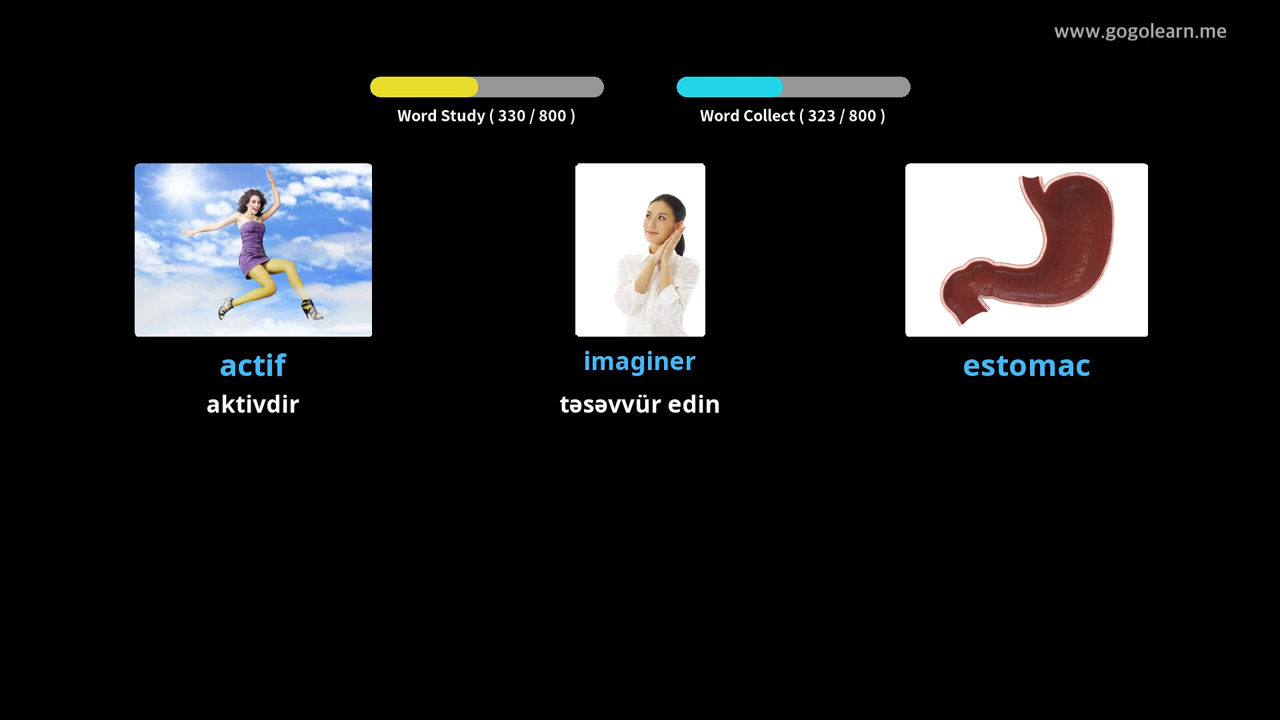 www.gogolearn.me
Word Study ( 330 / 800 )
Word Collect ( 323 / 800 )
actif
aktivdir
imaginer
təsəvvür edin
estomac